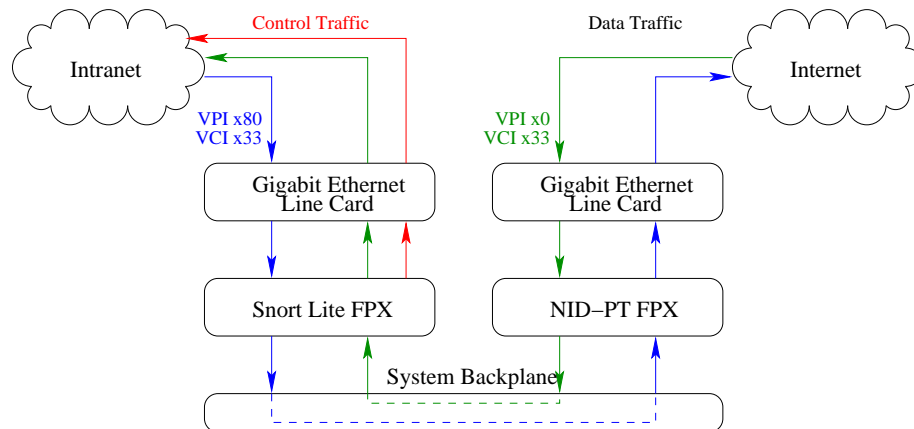 Control Traffic
Data Traffic
Intranet
Internet
VPI x80
VCI x33
VPI x0
VCI x33
Gigabit Ethernet
Line Card
Gigabit Ethernet
Line Card
Snort Lite FPX
NID−PT FPX
System Backplane